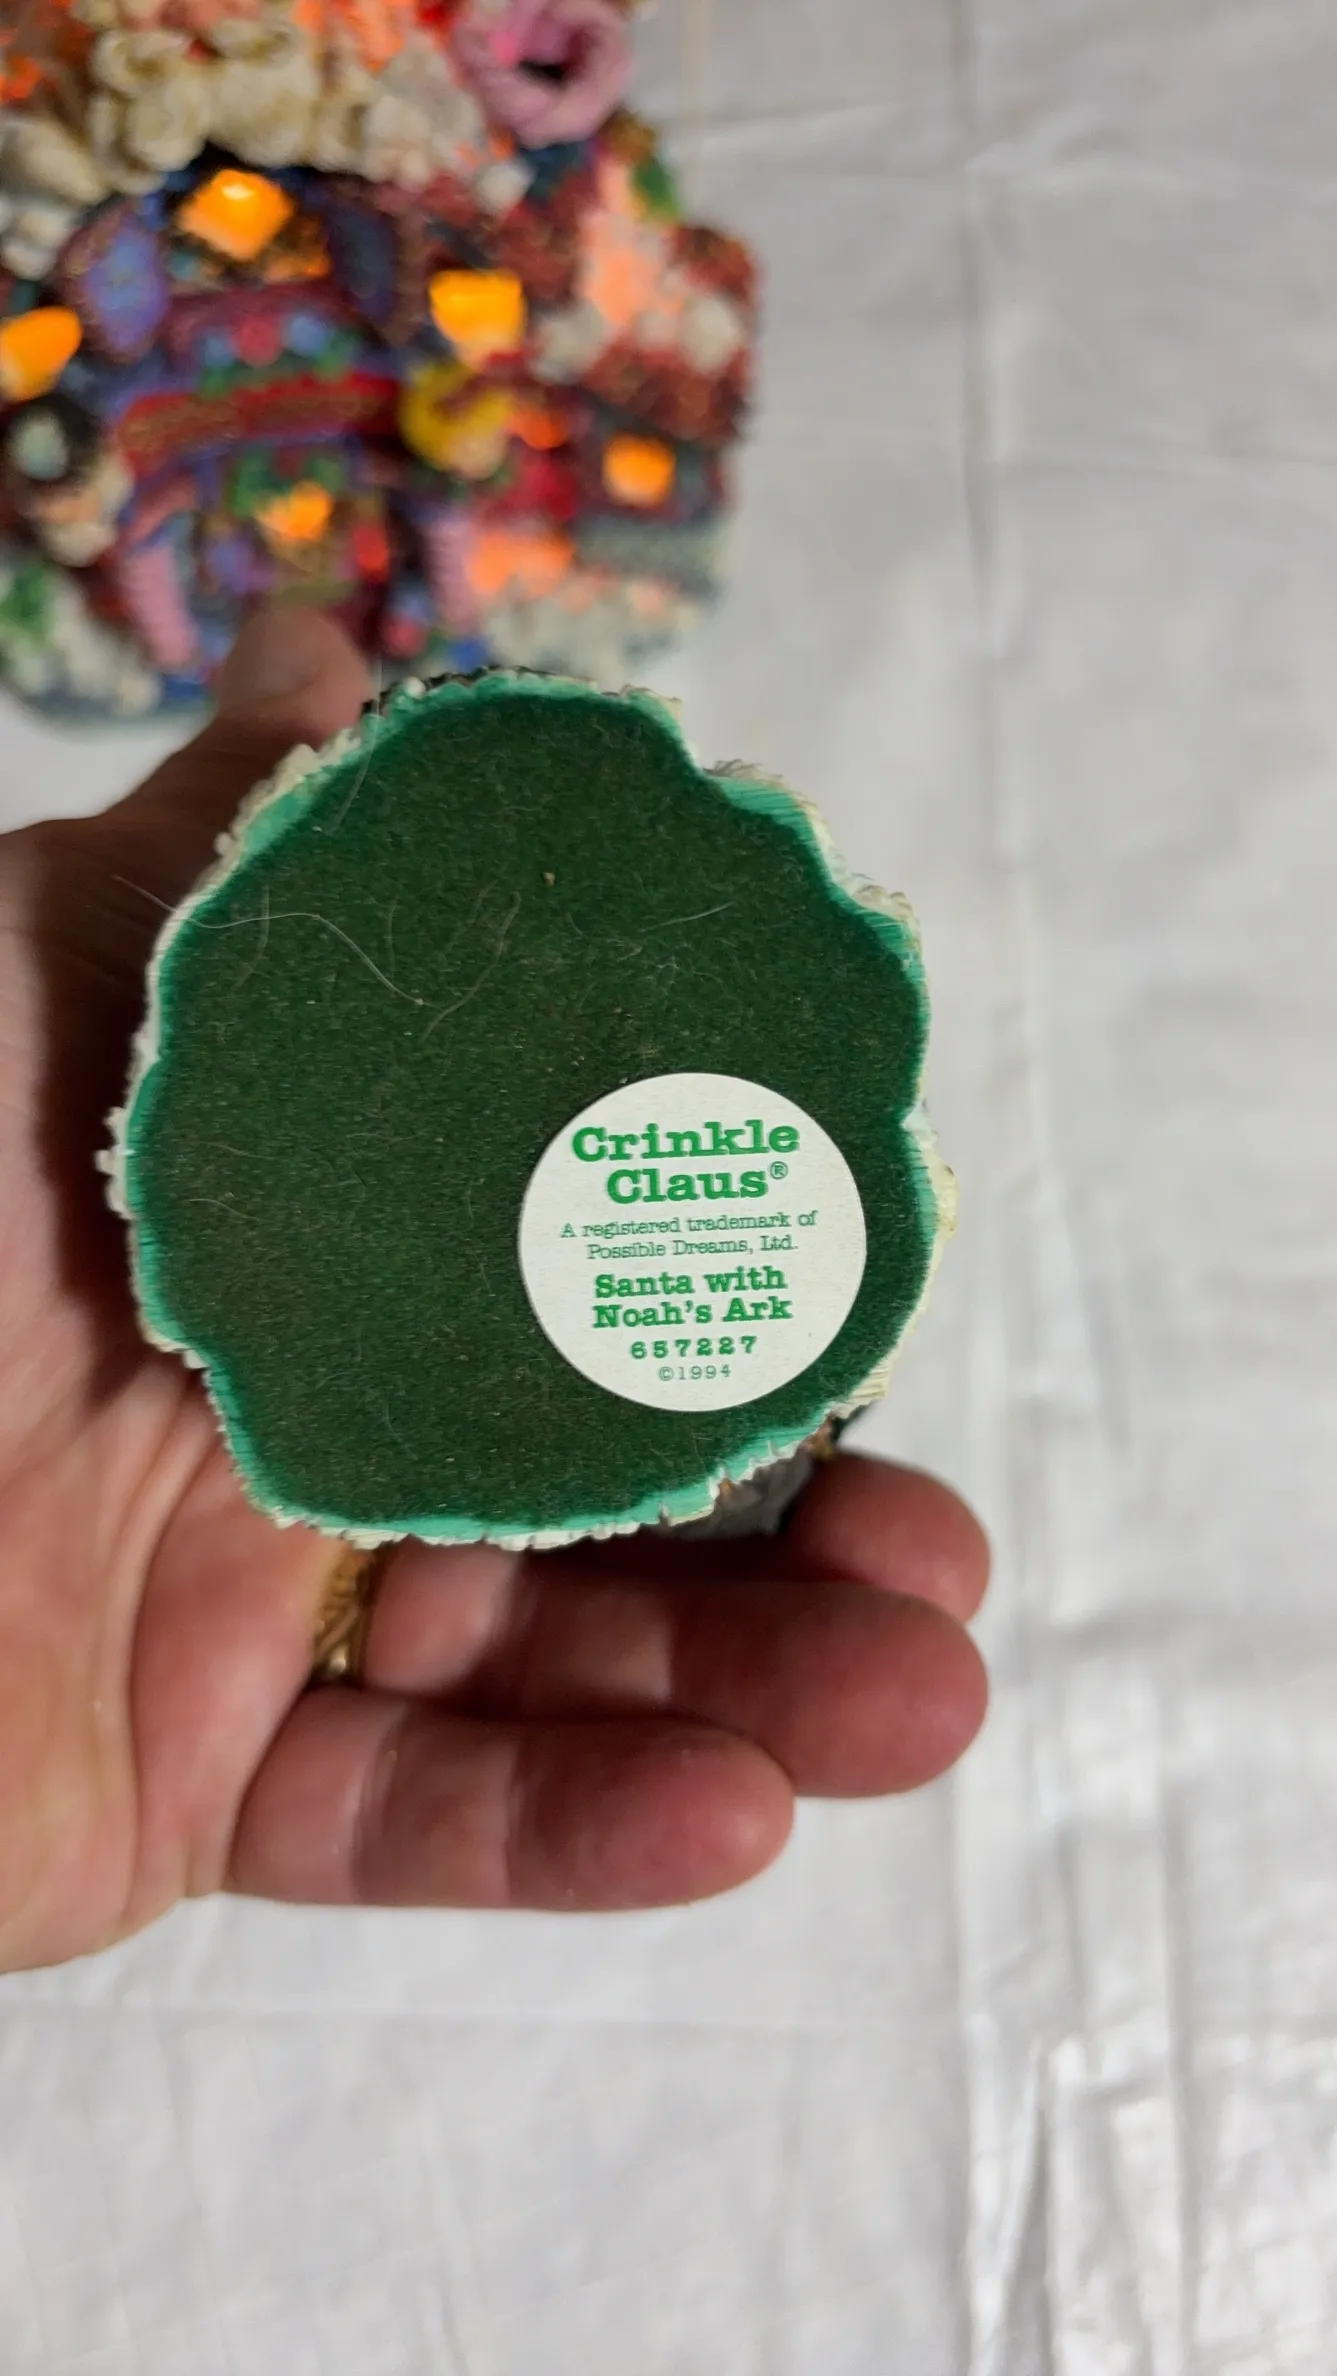 Crinkle
Claus®
A registered trademark of
Possible Dreams, Ltd.
Santa with
Noah's Ark
657227
©1994